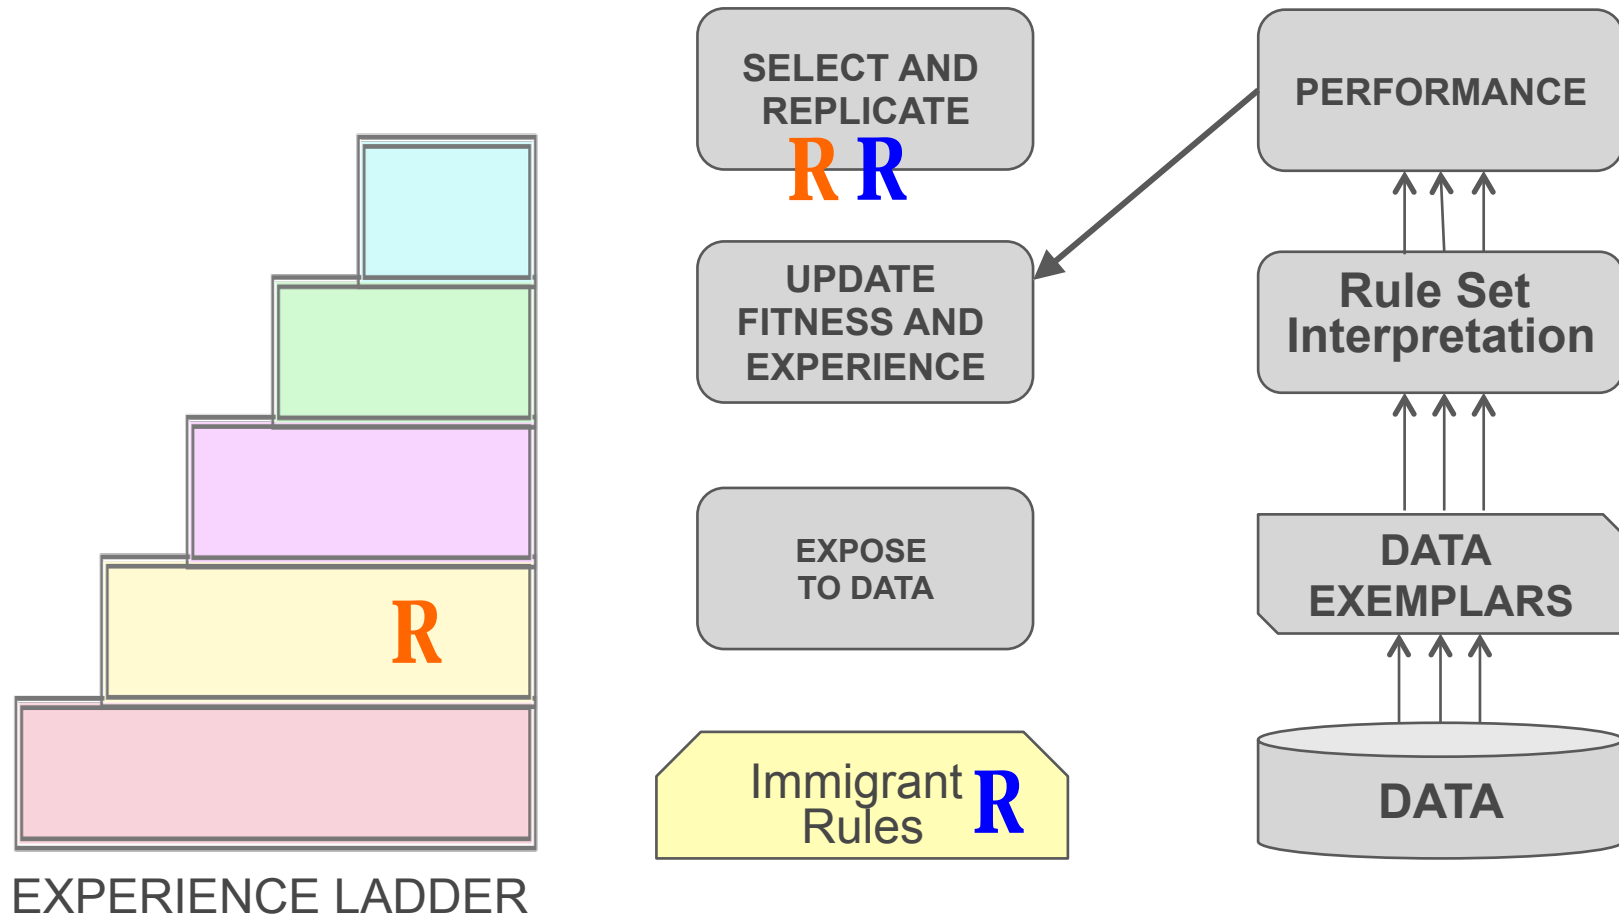 SELECT AND
REPLICATE
R R
UPDATE
FITNESS AND
EXPERIENCE
EXPOSE
TO DATA
Immigrant
Rules
R
R
EXPERIENCE LADDER
PERFORMANCE
Rule Set
Interpretation
DATA
EXEMPLARS
DATA